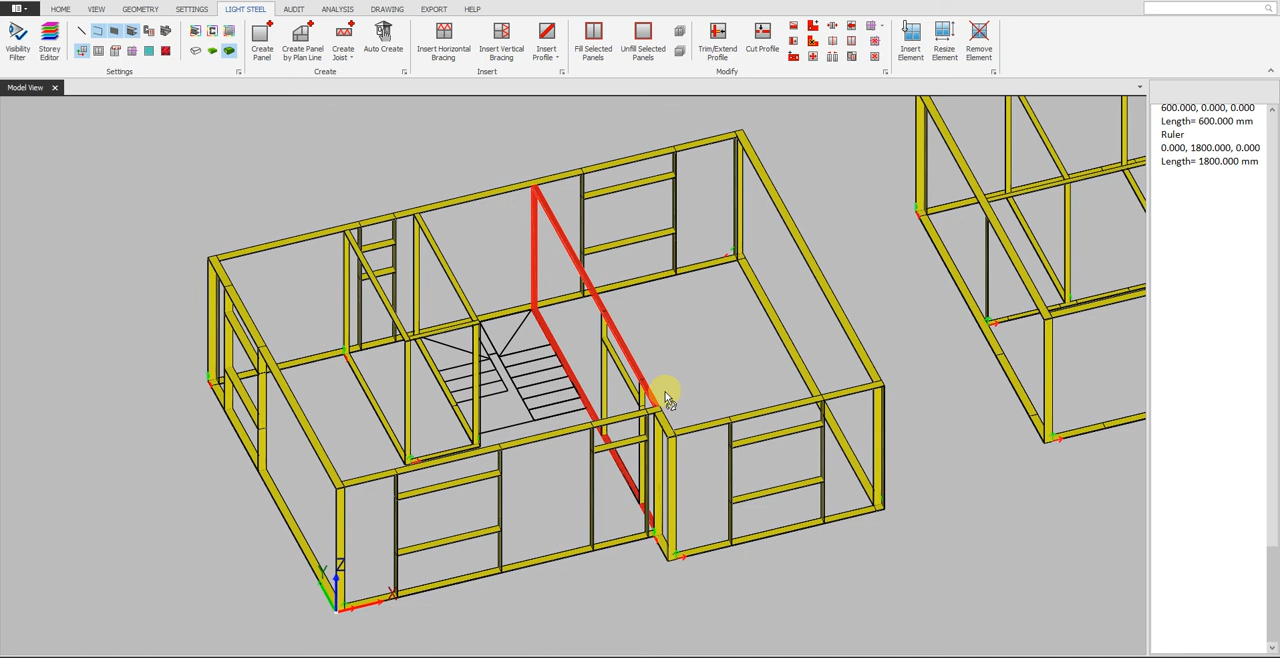 HOME VIEW GEOMETRY SETTINGS LIGHT STEEL AUDIT ANALYSIS DRAWING EXPORT HELP
Visibility Filter
Storey Editor
Settings
Create Panel
Create Panel by Plan Line
Create Joist
Auto Create
Create
Insert Horizontal Bracing
Insert Vertical Bracing
Insert Profile
Insert
Fill Selected Panels
Unfill Selected Panels
Trim/Extend Profile
Cut Profile
Modify
Insert Element
Resize Element
Remove Element
Model View
600.000, 0.000, 0.000
Length= 600.000 mm
Ruler
0.000, 1800.000, 0.000
Length= 1800.000 mm
Z
Y
X